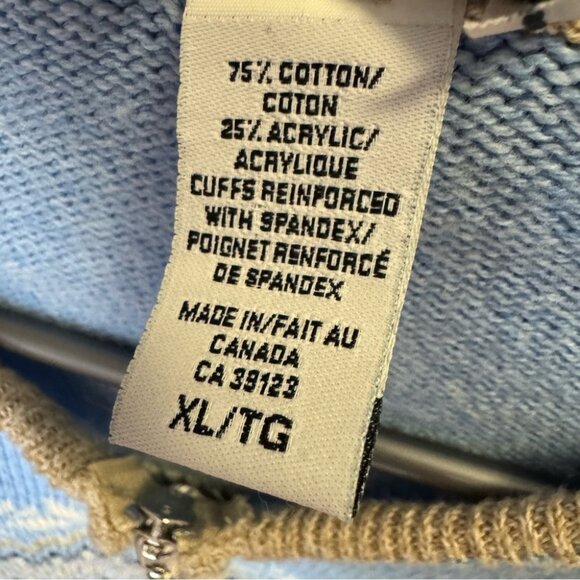 75% COTTON/
COTON
25% ACRYLIC/
ACRYLIQUE
CUFFS REINFORCED
WITH SPANDEX/
POIGNET RENFORCÉ
DE SPANDEX
MADE IN/FAIT AU
CANADA
CA 39123
XL/TG